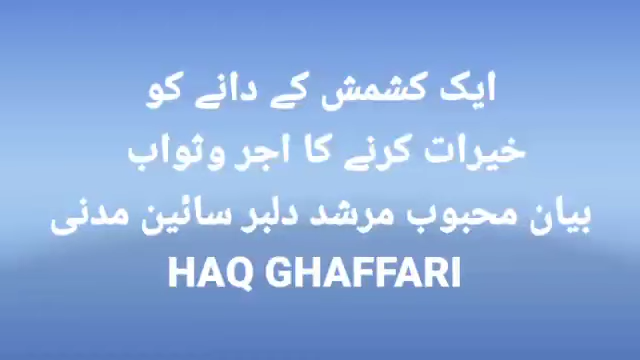 ایک کشمش کے دانے کو
خیرات کرنے کا اجر وثواب
بیان محبوب مرشد دلبر سائین مدنی
HAQ GHAFFARI